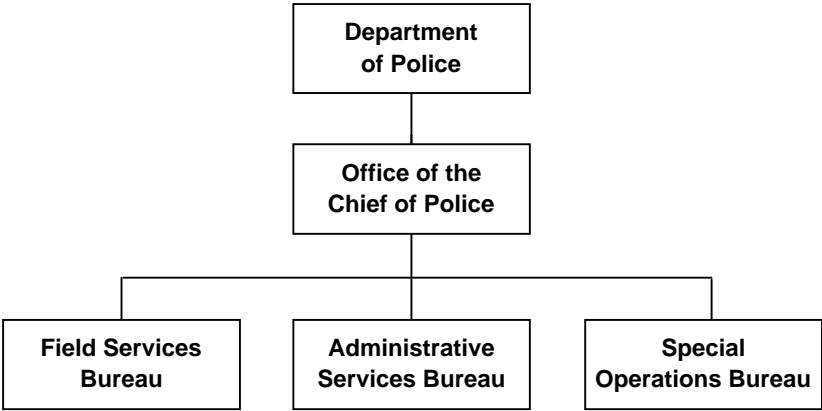 Department
of Police
Office of the
Chief of Police
Field Services
Bureau
Administrative
Services Bureau
Special
Operations Bureau